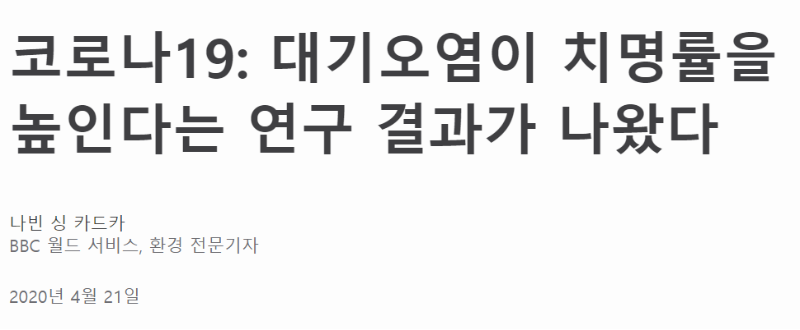 코로나19: 대기오염이 치명률을
높인다는 연구 결과가 나왔다
나빈 싱 카드카
BBC 월드 서비스, 환경 전문기자
2020년 4월 21일